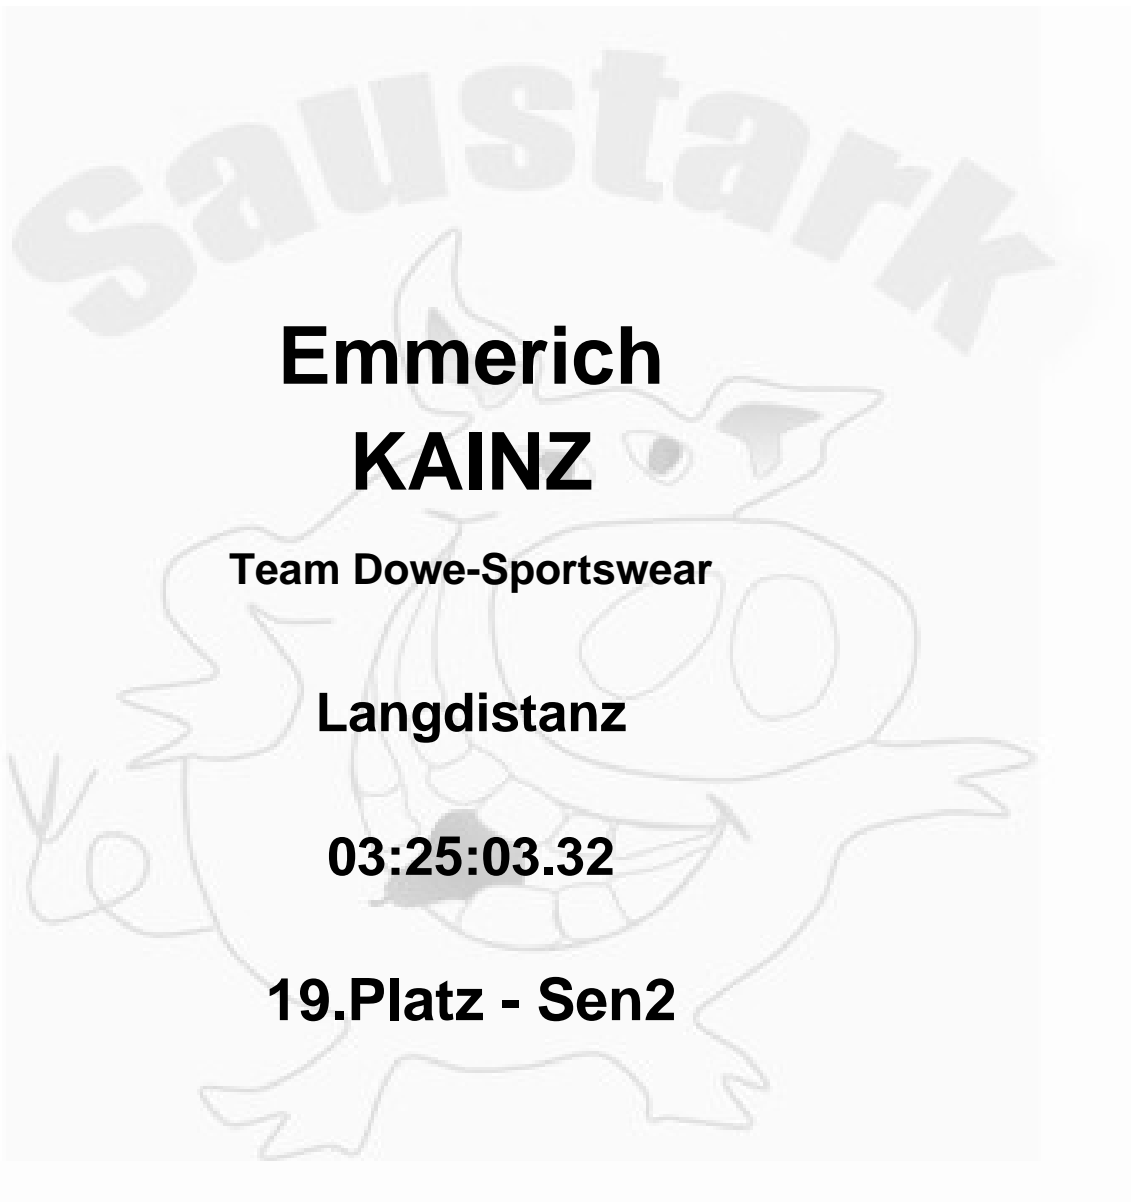 Saustark
Emmerich
KAINZ
Team Dowe-Sportswear
Langdistanz
03:25:03.32
19.Platz - Sen2